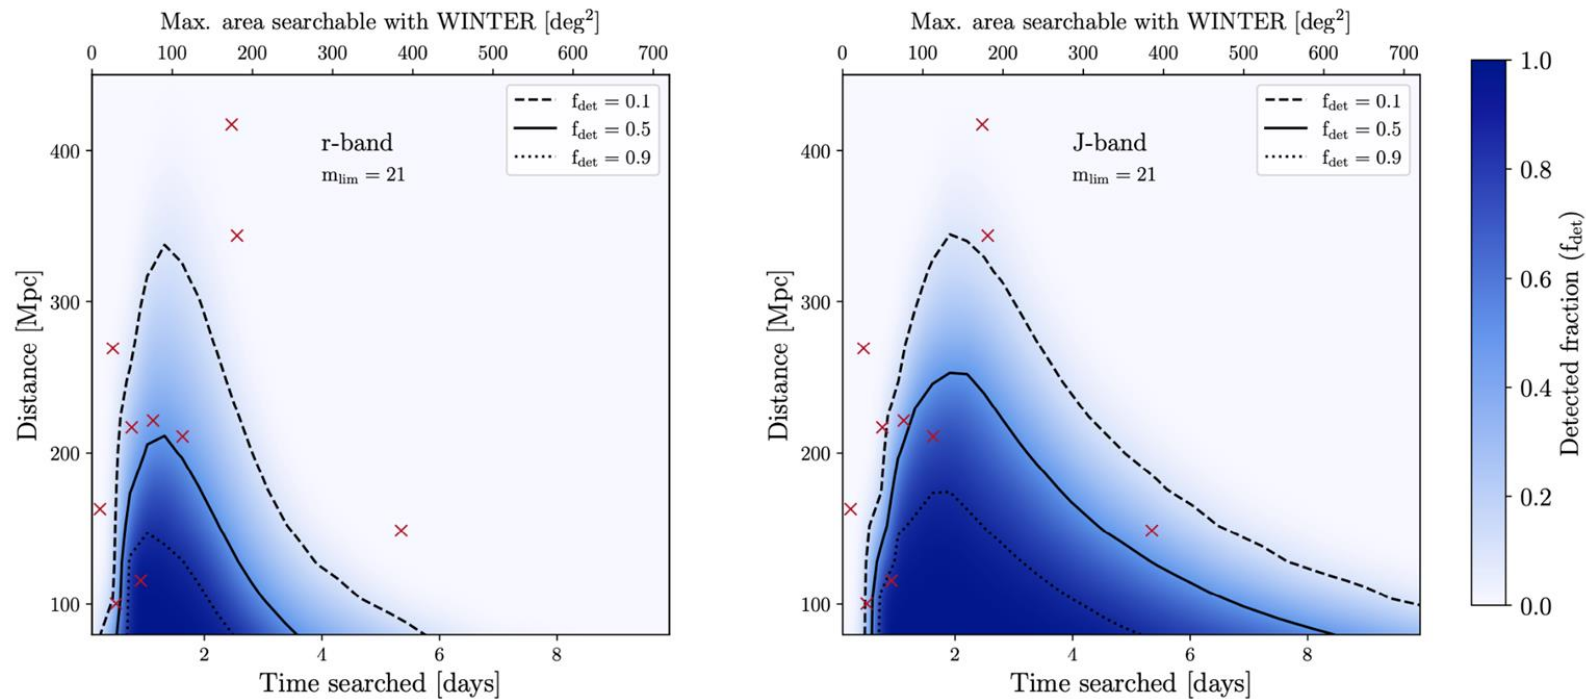 Max. area searchable with WINTER [deg²]
0 100 200 300 400 500 600 700
f_det = 0.1
f_det = 0.5
f_det = 0.9
r-band
m_lim = 21
400
300
200
100
Distance [Mpc]
2 4 6 8
Time searched [days]
Max. area searchable with WINTER [deg²]
0 100 200 300 400 500 600 700
f_det = 0.1
f_det = 0.5
f_det = 0.9
J-band
m_lim = 21
400
300
200
100
Distance [Mpc]
2 4 6 8
Time searched [days]
1.0
0.8
0.6
0.4
0.2
0.0
Detected fraction (f_det)